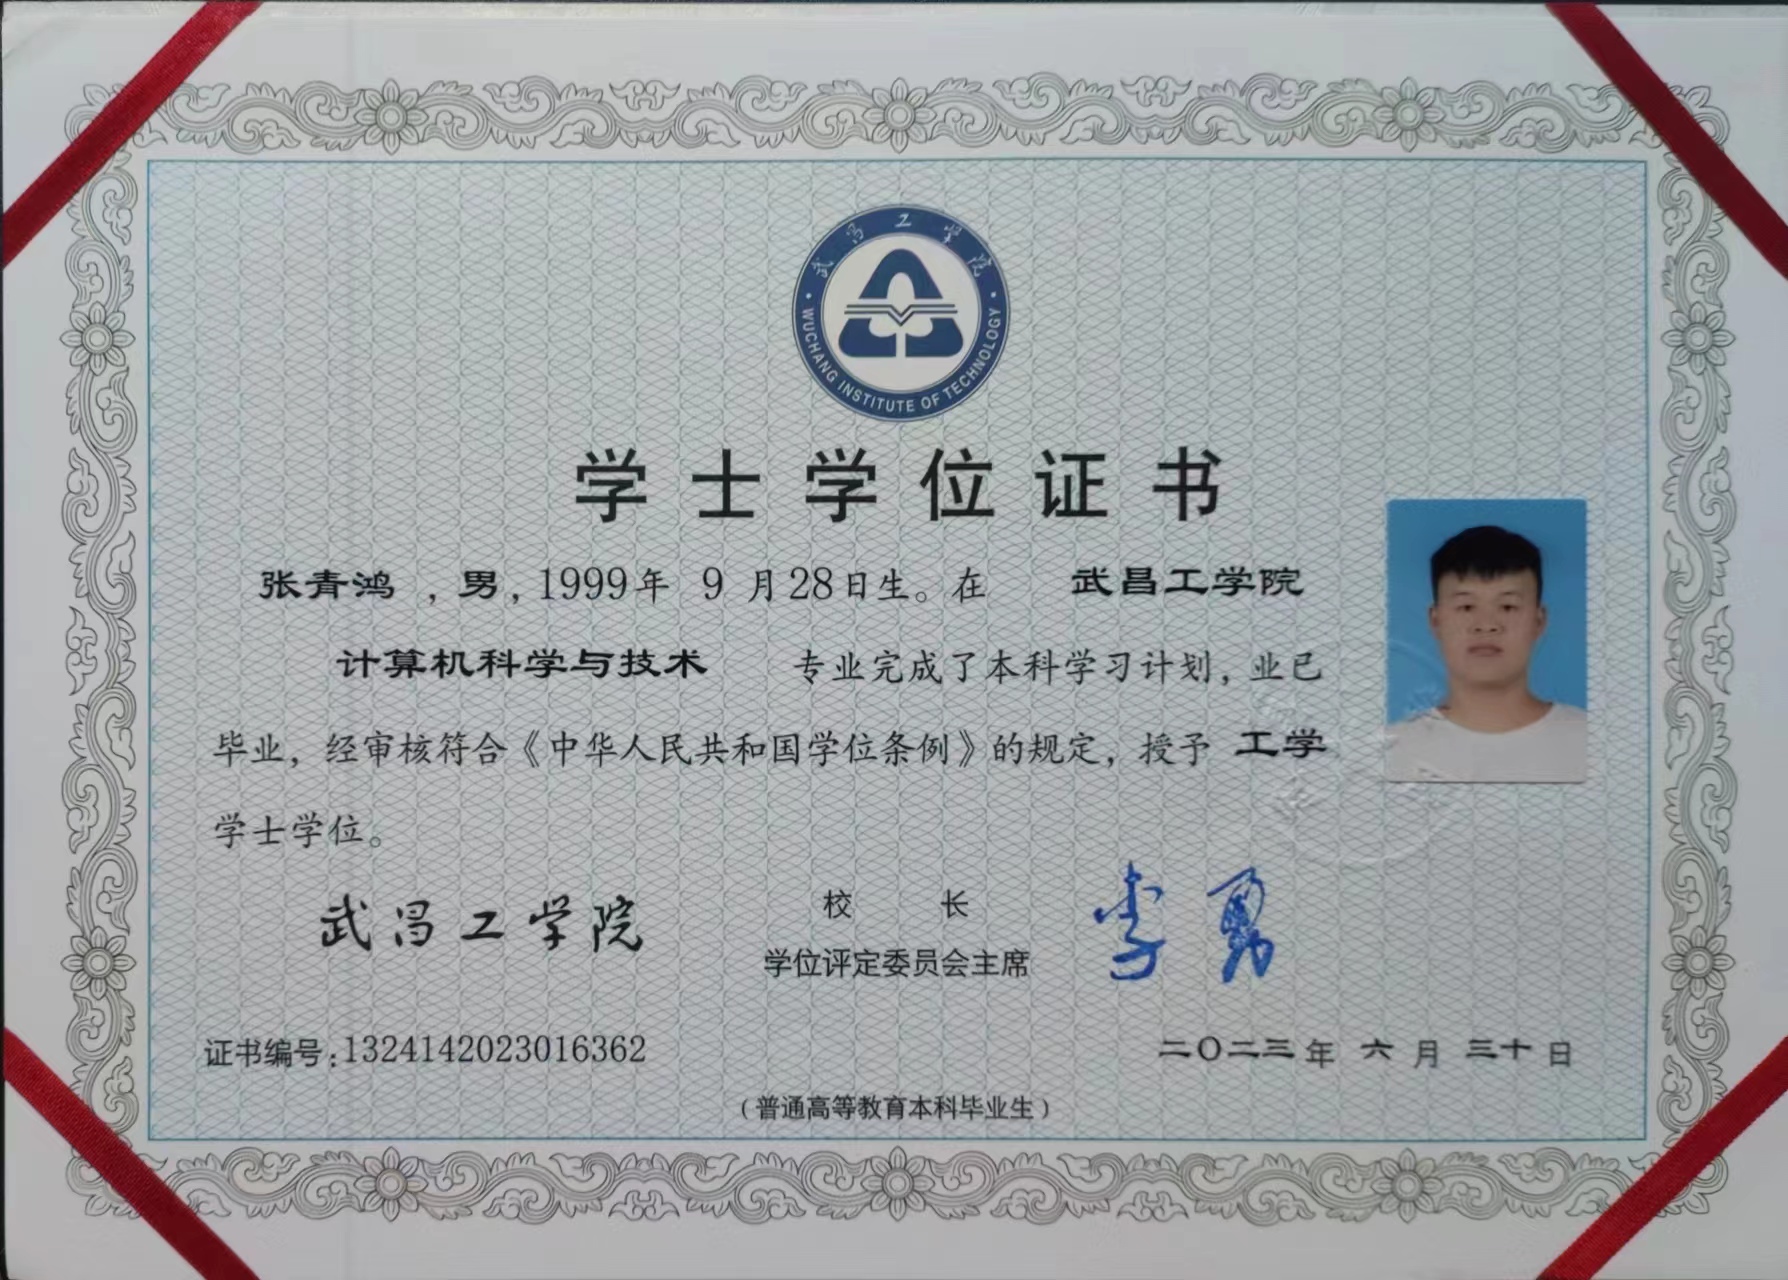 武昌工学院
WUCHANG INSTITUTE OF TECHNOLOGY
学士学位证书
张青鸿，男，1999年 9 月28日生。在 武昌工学院
计算机科学与技术 专业完成了本科学习计划，业已
毕业，经审核符合《中华人民共和国学位条例》的规定，授予 工学
学士学位。
武昌工学院
校 长
学位评定委员会主席
李勇
证书编号：1324142023016362
二〇二三年 六 月 三十 日
（普通高等教育本科毕业生）